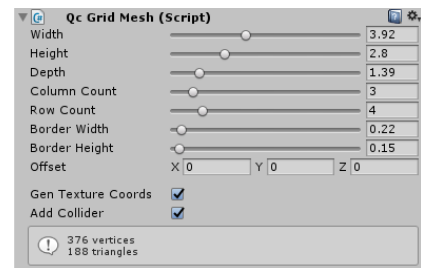 Qc Grid Mesh (Script)
Width 3.92
Height 2.8
Depth 1.39
Column Count 3
Row Count 4
Border Width 0.22
Border Height 0.15
Offset X 0 Y 0 Z 0
Gen Texture Coords
Add Collider
376 vertices
188 triangles